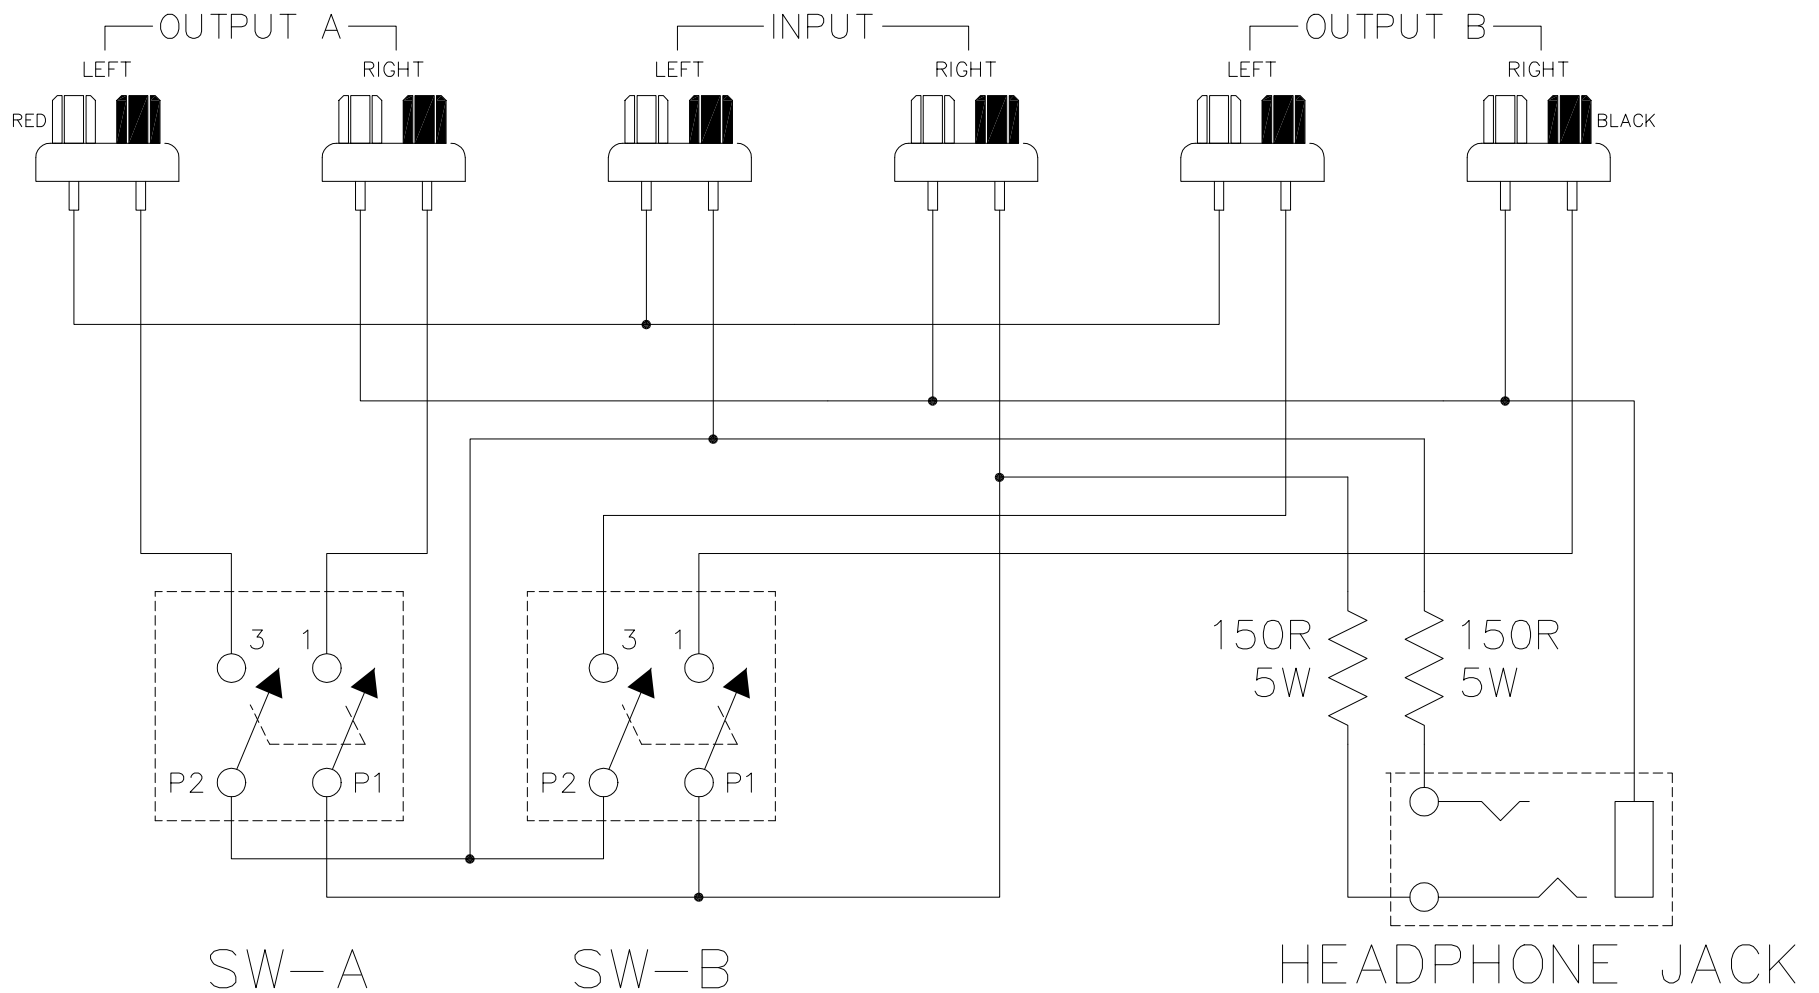 OUTPUT A
INPUT
OUTPUT B
LEFT
RIGHT
LEFT
RIGHT
LEFT
RIGHT
RED
BLACK
3
1
3
1
150R
5W
150R
5W
P2
P1
P2
P1
SW-A
SW-B
HEADPHONE JACK